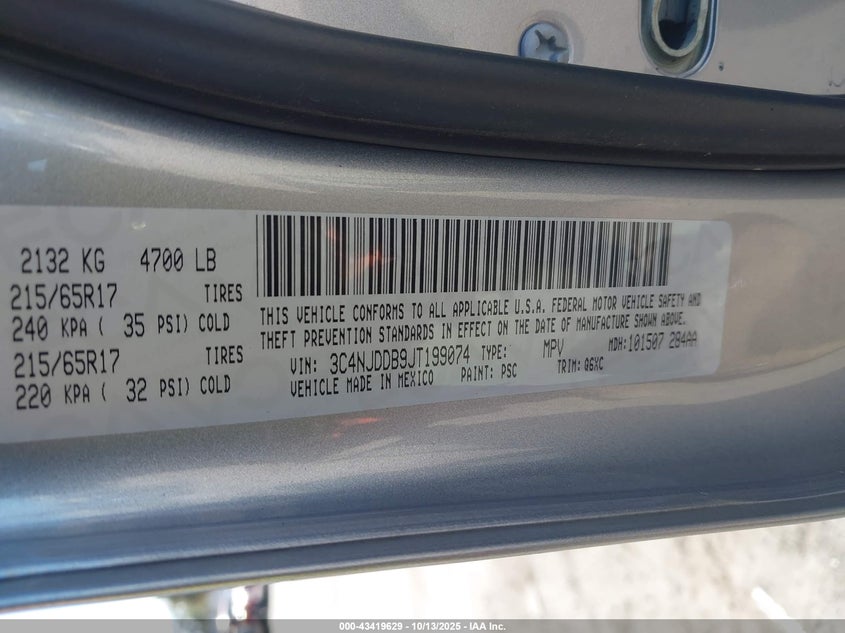 2132 KG 4700 LB
215/65R17 TIRES
240 KPA ( 35 PSI) COLD
215/65R17 TIRES
220 KPA ( 32 PSI) COLD
THIS VEHICLE CONFORMS TO ALL APPLICABLE U.S.A. FEDERAL MOTOR VEHICLE SAFETY AND
THEFT PREVENTION STANDARDS IN EFFECT ON THE DATE OF MANUFACTURE SHOWN ABOVE.
VIN: 3C4NJDDB9JT199074 TYPE: MPV MDH:101507 284AA
VEHICLE MADE IN MEXICO PAINT: PSC TRIM: Q6XC
000-43419629 - 10/13/2025 - IAA Inc.